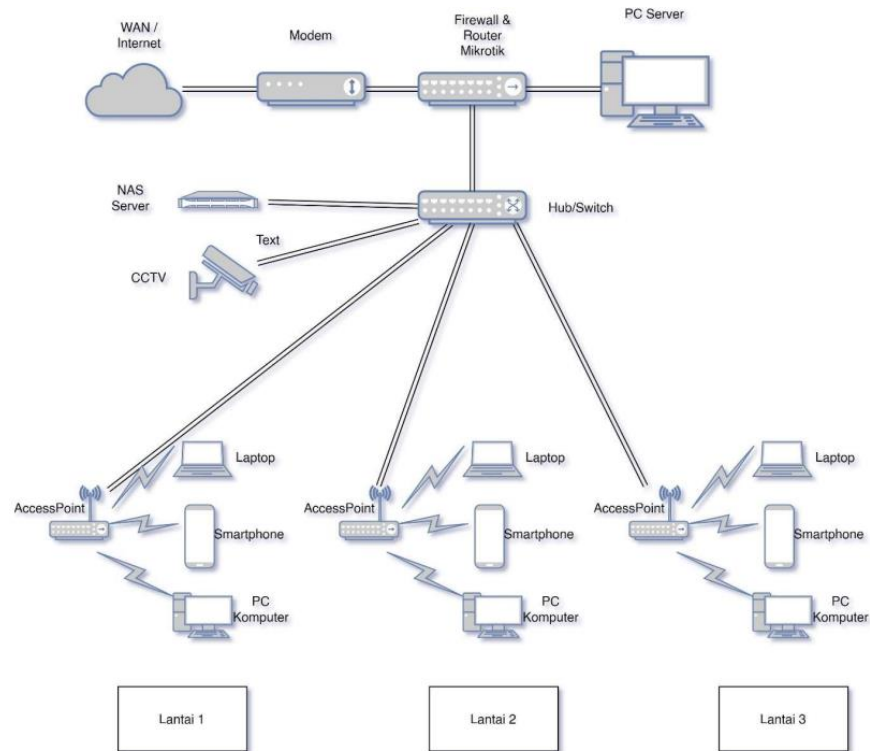 WAN /
Internet
Modem
Firewall &
Router
Mikrotik
PC Server
NAS
Server
Hub/Switch
Text
CCTV
Laptop
AccessPoint
Smartphone
PC
Komputer
Laptop
AccessPoint
Smartphone
PC
Komputer
Laptop
AccessPoint
Smartphone
PC
Komputer
Lantai 1
Lantai 2
Lantai 3